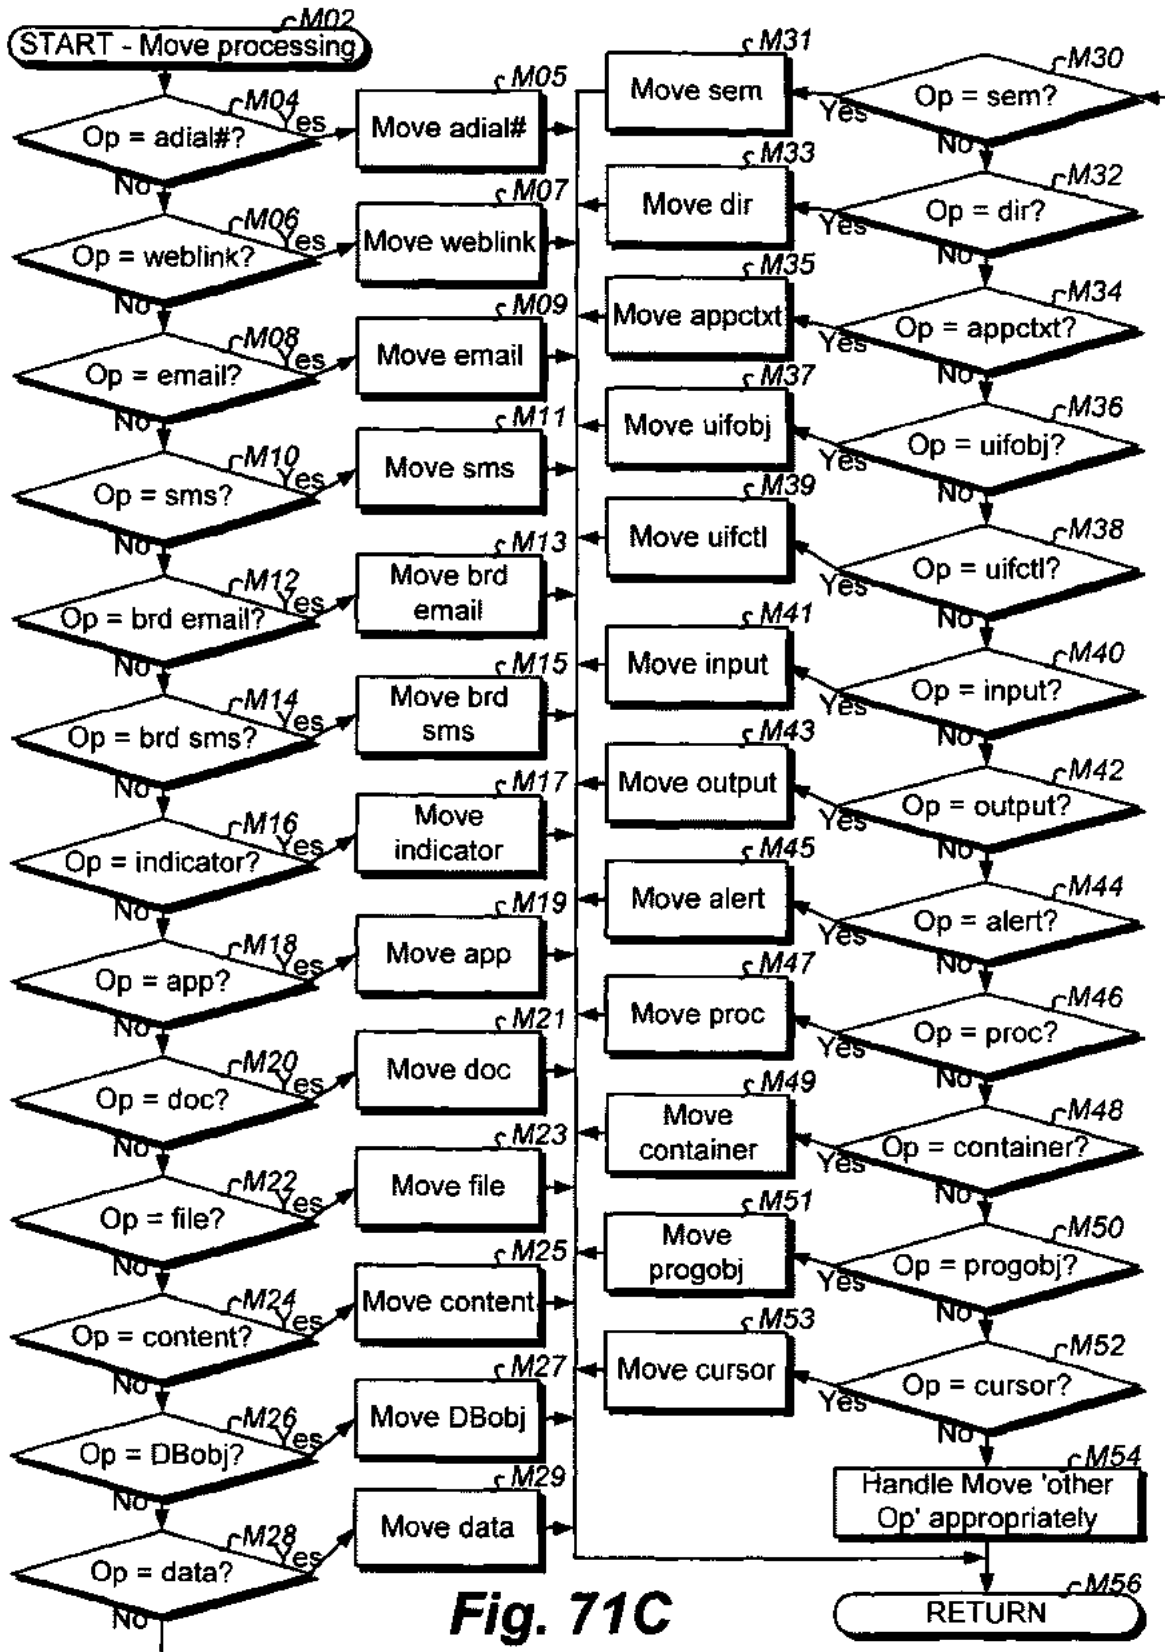 M02
START - Move processing
M04
Op = adial#?
Yes
No
M05
Move adial#
M06
Op = weblink?
Yes
No
M07
Move weblink
M08
Op = email?
Yes
No
M09
Move email
M10
Op = sms?
Yes
No
M11
Move sms
M12
Op = brd email?
Yes
No
M13
Move brd
email
M14
Op = brd sms?
Yes
No
M15
Move brd
sms
M16
Op = indicator?
Yes
No
M17
Move
indicator
M18
Op = app?
Yes
No
M19
Move app
M20
Op = doc?
Yes
No
M21
Move doc
M22
Op = file?
Yes
No
M23
Move file
M24
Op = content?
Yes
No
M25
Move content
M26
Op = DBobj?
Yes
No
M27
Move DBobj
M28
Op = data?
Yes
No
M29
Move data
M30
Op = sem?
Yes
No
M31
Move sem
M32
Op = dir?
Yes
No
M33
Move dir
M34
Op = appctxt?
Yes
No
M35
Move appctxt
M36
Op = uifobj?
Yes
No
M37
Move uifobj
M38
Op = uifctl?
Yes
No
M39
Move uifctl
M40
Op = input?
Yes
No
M41
Move input
M42
Op = output?
Yes
No
M43
Move output
M44
Op = alert?
Yes
No
M45
Move alert
M46
Op = proc?
Yes
No
M47
Move proc
M48
Op = container?
Yes
No
M49
Move
container
M50
Op = progobj?
Yes
No
M51
Move
progobj
M52
Op = cursor?
Yes
No
M53
Move cursor
M54
Handle Move 'other
Op' appropriately
M56
RETURN
Fig. 71C